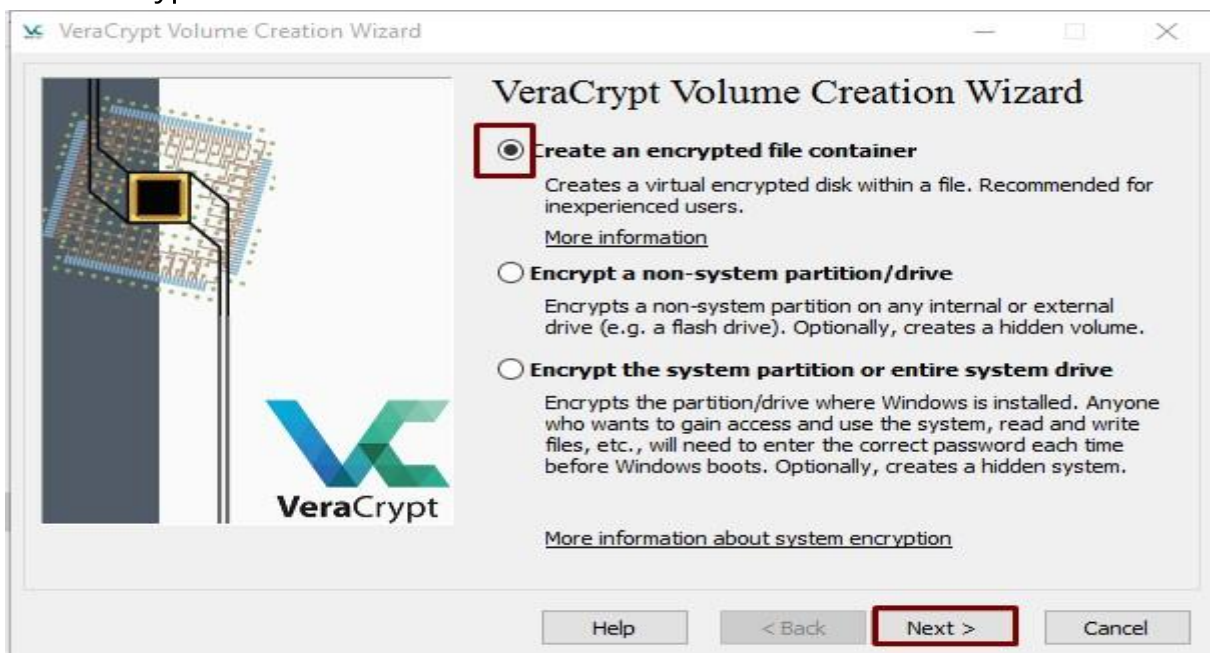 VeraCrypt Volume Creation Wizard
VeraCrypt Volume Creation Wizard
Create an encrypted file container
Creates a virtual encrypted disk within a file. Recommended for
inexperienced users.
More information
Encrypt a non-system partition/drive
Encrypts a non-system partition on any internal or external
drive (e.g. a flash drive). Optionally, creates a hidden volume.
Encrypt the system partition or entire system drive
Encrypts the partition/drive where Windows is installed. Anyone
who wants to gain access and use the system, read and write
files, etc., will need to enter the correct password each time
before Windows boots. Optionally, creates a hidden system.
VeraCrypt
More information about system encryption
Help
< Back
Next >
Cancel